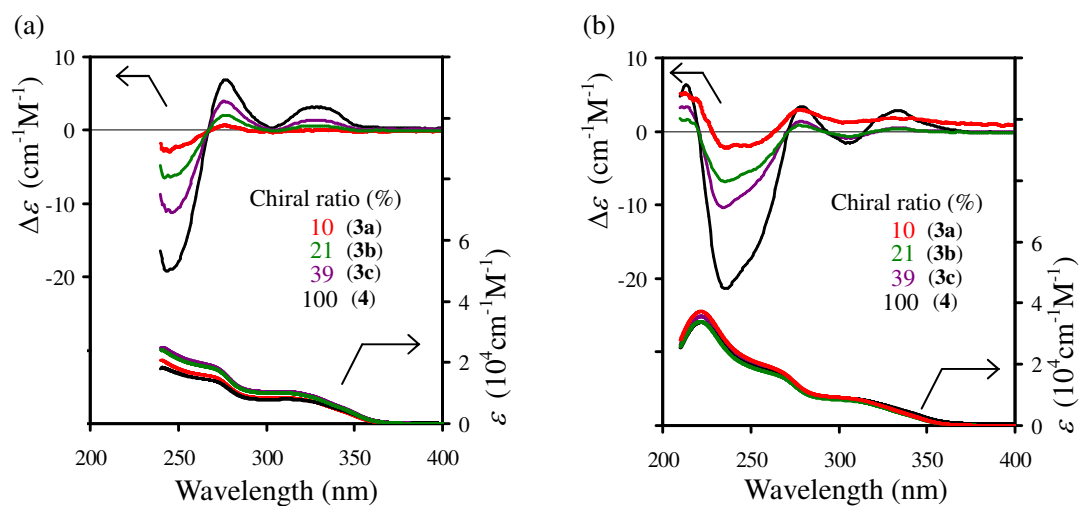 (a)
10
0
-10
-20
Δε (cm⁻¹M⁻¹)
Chiral ratio (%)
10 (3a)
21 (3b)
39 (3c)
100 (4)
6
4
2
0
ε (10⁴cm⁻¹M⁻¹)
200 250 300 350 400
Wavelength (nm)
(b)
10
0
-10
-20
Δε (cm⁻¹M⁻¹)
Chiral ratio (%)
10 (3a)
21 (3b)
39 (3c)
100 (4)
6
4
2
0
ε (10⁴cm⁻¹M⁻¹)
200 250 300 350 400
Wavelength (nm)